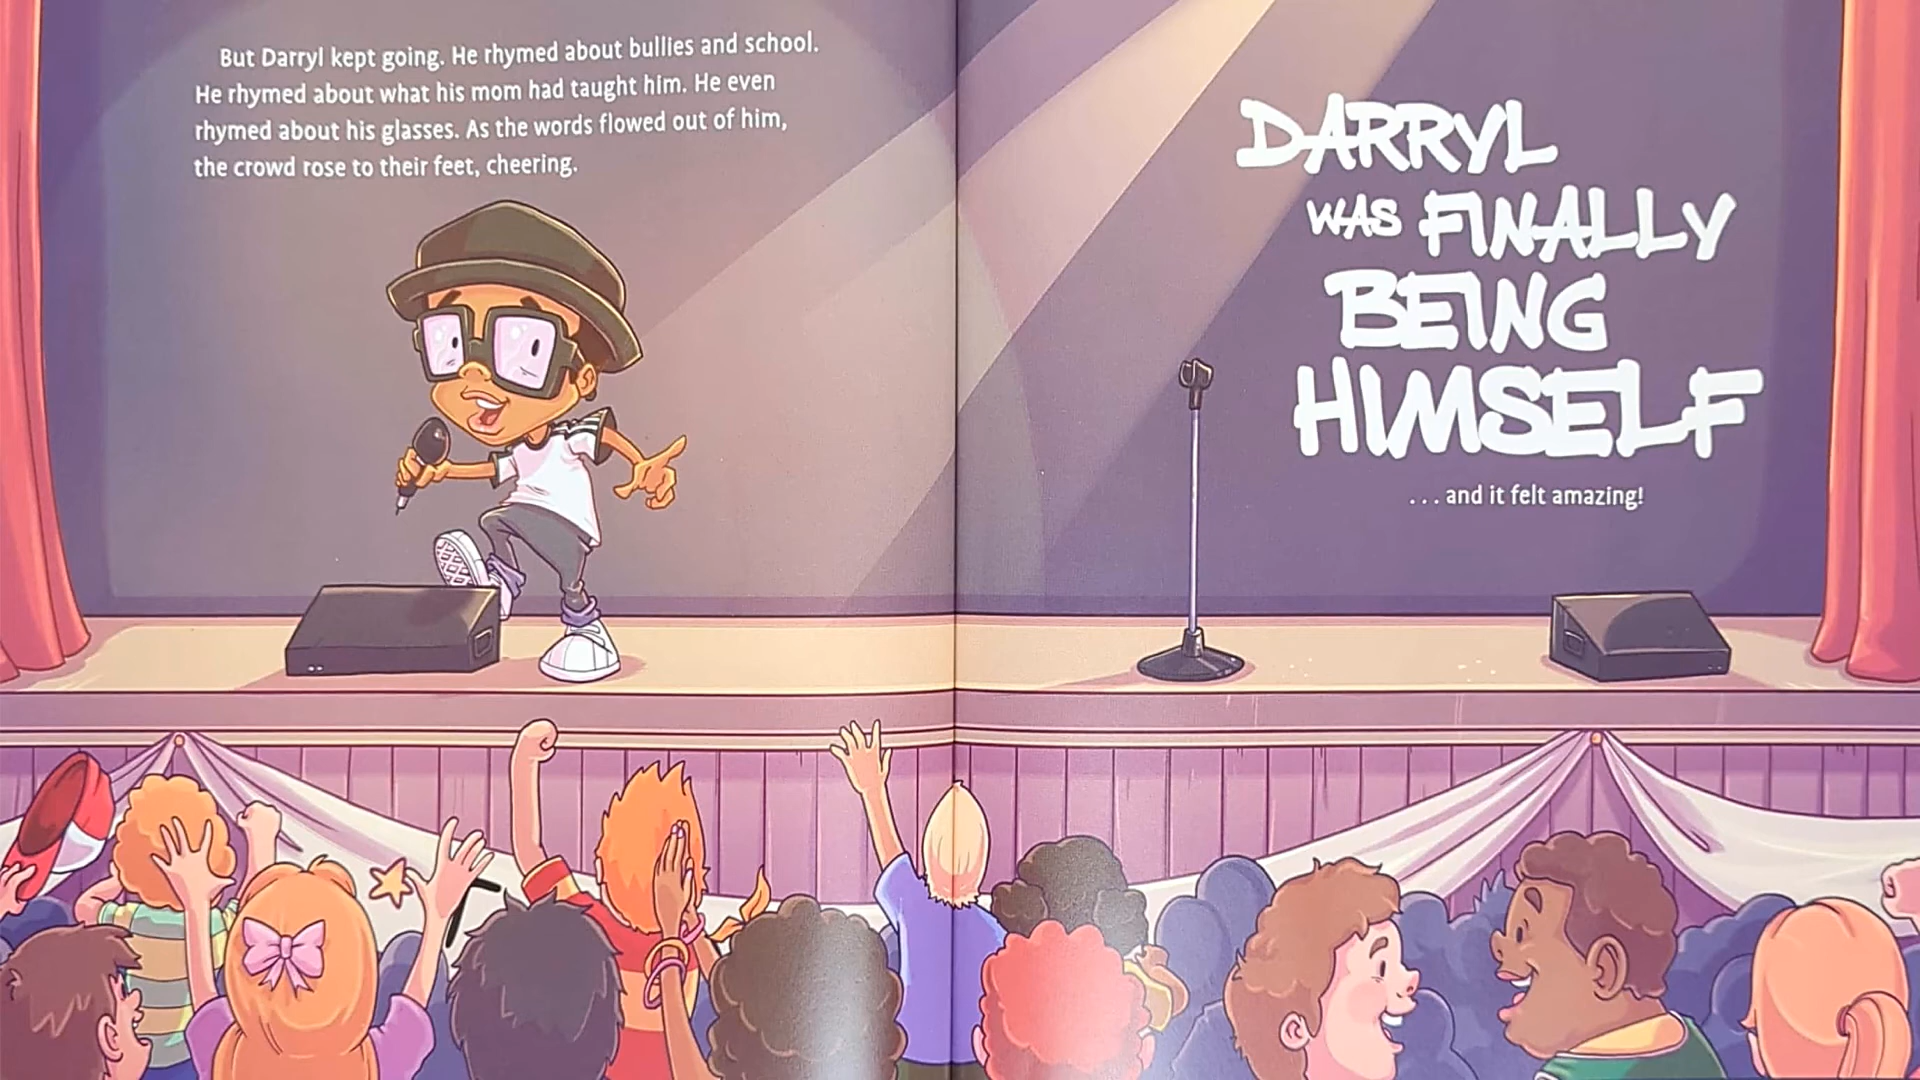 But Darryl kept going. He rhymed about bullies and school.
He rhymed about what his mom had taught him. He even
rhymed about his glasses. As the words flowed out of him,
the crowd rose to their feet, cheering.
DARRYL
WAS FINALLY
BEING
HIMSELF
. . . and it felt amazing!